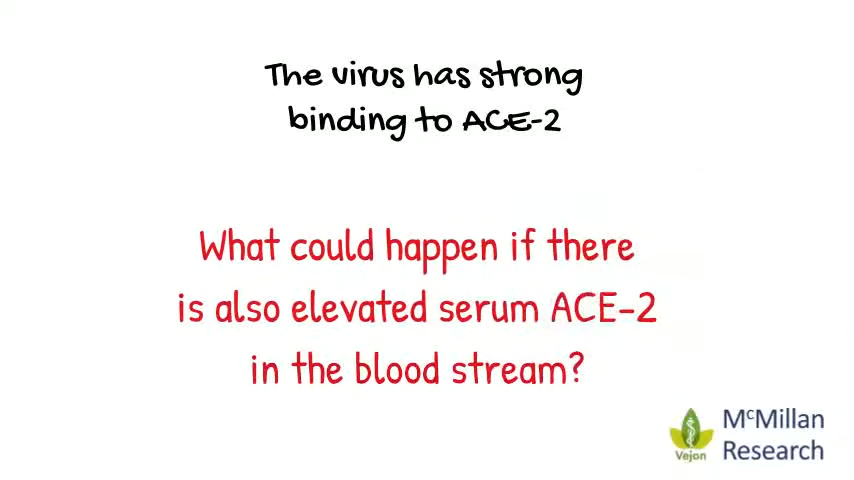 The virus has strong
binding to ACE-2
What could happen if there
is also elevated serum ACE-2
in the blood stream?
McMillan
Research
Vejon